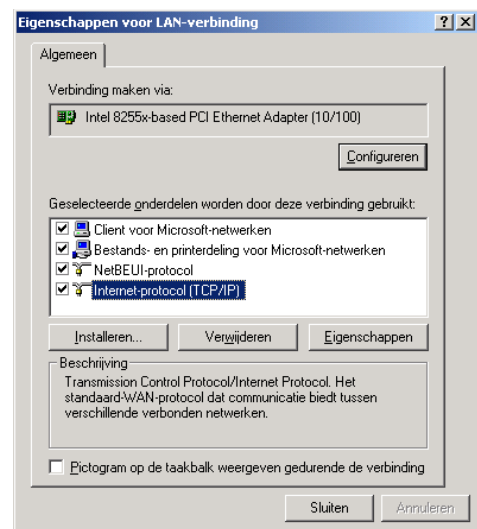 Eigenschappen voor LAN-verbinding
Algemeen
Verbinding maken via:
Intel 8255x-based PCI Ethernet Adapter (10/100)
Configureren
Geselecteerde onderdelen worden door deze verbinding gebruikt:
Client voor Microsoft-netwerken
Bestands- en printerdeling voor Microsoft-netwerken
NetBEUI-protocol
Internet-protocol (TCP/IP)
Installeren... Verwijderen Eigenschappen
Beschrijving
Transmission Control Protocol/Internet Protocol. Het
standaard-WAN-protocol dat communicatie biedt tussen
verschillende verbonden netwerken.
Pictogram op de taakbalk weergeven gedurende de verbinding
Sluiten Annuleren